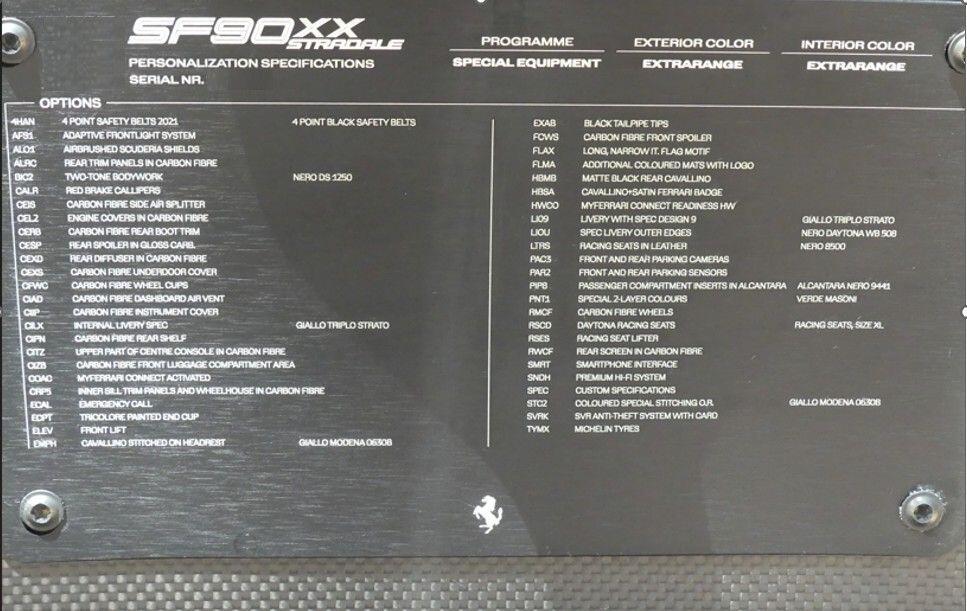 SF90XX
STRADALE
PERSONALIZATION SPECIFICATIONS
SERIAL NR.
PROGRAMME
SPECIAL EQUIPMENT
EXTERIOR COLOR
EXTRARANGE
INTERIOR COLOR
EXTRARANGE
OPTIONS
4HAN 4 POINT SAFETY BELTS 2021 4 POINT BLACK SAFETY BELTS
AFS1 ADAPTIVE FRONTLIGHT SYSTEM
ALO1 AIRBRUSHED SCUDERIA SHIELDS
ALRC REAR TRIM PANELS IN CARBON FIBRE
BIC2 TWO-TONE BODYWORK NERO DS 1250
CALR RED BRAKE CALLIPERS
CEIS CARBON FIBRE SIDE AIR SPLITTER
CEL2 ENGINE COVERS IN CARBON FIBRE
CERB CARBON FIBRE REAR BOOT TRIM
CESP REAR SPOILER IN GLOSS CARB.
CEXD REAR DIFFUSER IN CARBON FIBRE
CEXS CARBON FIBRE UNDERDOOR COVER
CFWC CARBON FIBRE WHEEL CUPS
CIAD CARBON FIBRE DASHBOARD AIR VENT
CIIP CARBON FIBRE INSTRUMENT COVER
CILX INTERNAL LIVERY SPEC GIALLO TRIPLO STRATO
CIPN CARBON FIBRE REAR SHELF
CITZ UPPER PART OF CENTRE CONSOLE IN CARBON FIBRE
CIZB CARBON FIBRE FRONT LUGGAGE COMPARTMENT AREA
COAC MYFERRARI CONNECT ACTIVATED
CRP5 INNER SILL TRIM PANELS AND WHEELHOUSE IN CARBON FIBRE
ECAL EMERGENCY CALL
ECPT TRICOLORE PAINTED END CUP
ELEV FRONT LIFT
EMPH CAVALLINO STITCHED ON HEADREST GIALLO MODENA 06308
EXAB BLACK TAILPIPE TIPS
FCWS CARBON FIBRE FRONT SPOILER
FLAX LONG, NARROW IT. FLAG MOTIF
FLMA ADDITIONAL COLOURED MATS WITH LOGO
HBMB MATTE BLACK REAR CAVALLINO
HBSA CAVALLINO+SATIN FERRARI BADGE
HWCO MYFERRARI CONNECT READINESS HW
LI09 LIVERY WITH SPEC DESIGN 9 GIALLO TRIPLO STRATO
LIOU SPEC LIVERY OUTER EDGES NERO DAYTONA WB 508
LTRS RACING SEATS IN LEATHER NERO 8500
PAC3 FRONT AND REAR PARKING CAMERAS
PAR2 FRONT AND REAR PARKING SENSORS
PIP8 PASSENGER COMPARTMENT INSERTS IN ALCANTARA ALCANTARA NERO 9441
PNT1 SPECIAL 2-LAYER COLOURS VERDE MASONI
RMCF CARBON FIBRE WHEELS
RSCD DAYTONA RACING SEATS RACING SEATS, SIZE XL
RSES RACING SEAT LIFTER
RWCF REAR SCREEN IN CARBON FIBRE
SMRT SMARTPHONE INTERFACE
SNDH PREMIUM HI-FI SYSTEM
SPEC CUSTOM SPECIFICATIONS
STC2 COLOURED SPECIAL STITCHING O.R. GIALLO MODENA 06308
SVRK SVR ANTI-THEFT SYSTEM WITH CARD
TYMX MICHELIN TYRES